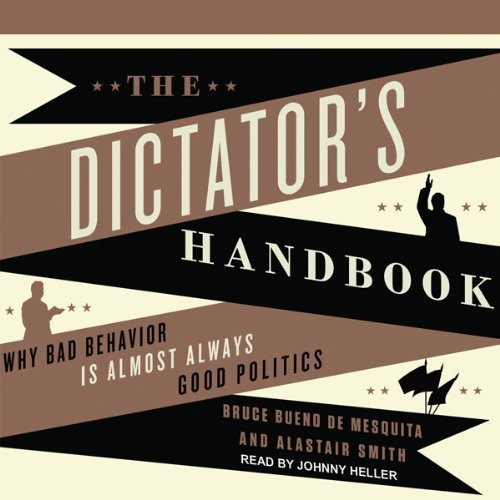 THE
DICTATOR'S
HANDBOOK
WHY BAD BEHAVIOR
IS ALMOST ALWAYS
GOOD POLITICS
BRUCE BUENO DE MESQUITA
AND ALASTAIR SMITH
READ BY JOHNNY HELLER